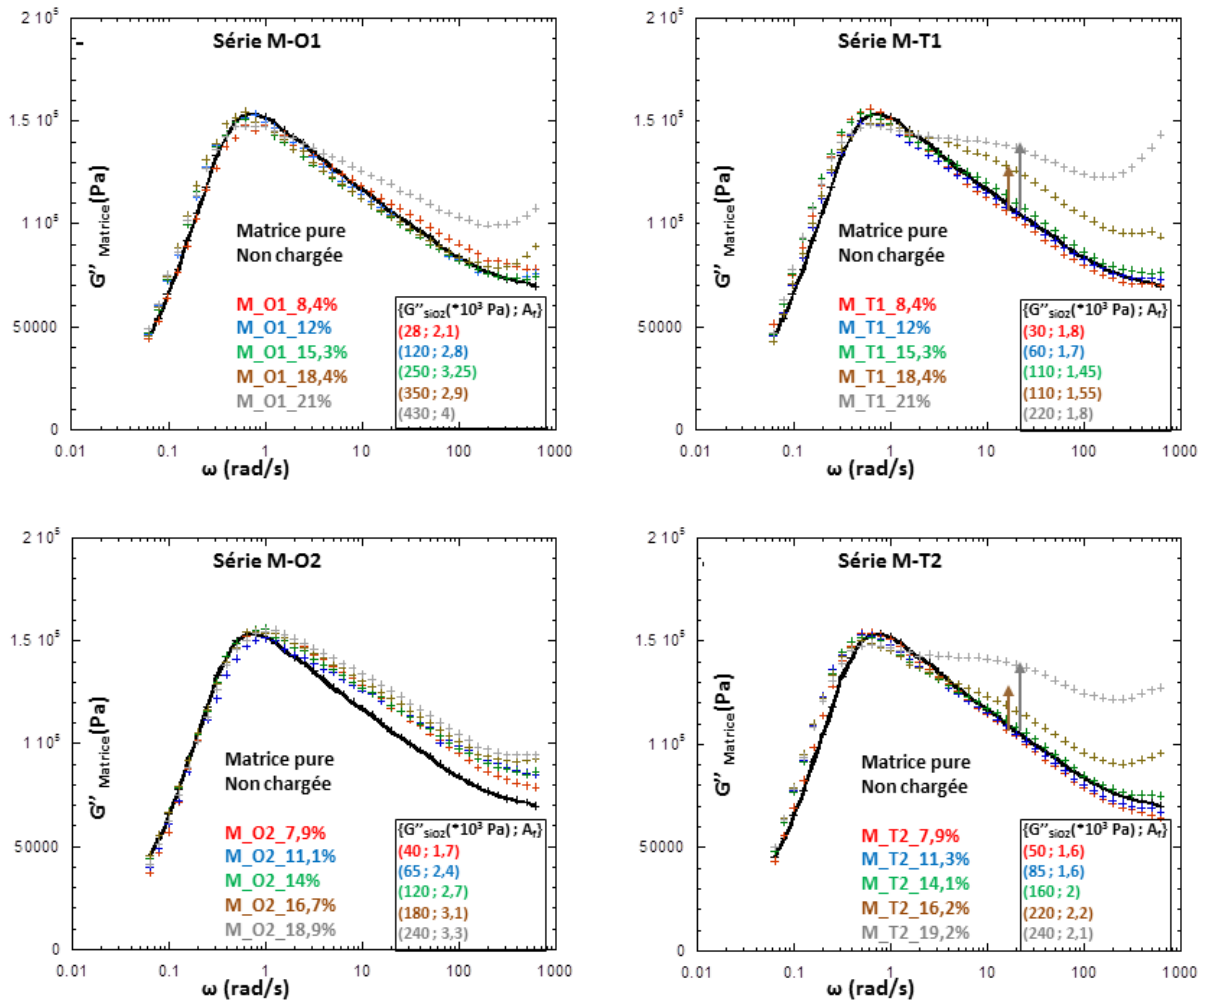 Série M-O1
2 10⁵
1.5 10⁵
1 10⁵
50000
0
G’’ Matrice(Pa)
Matrice pure
Non chargée
M_O1_8,4%
M_O1_12%
M_O1_15,3%
M_O1_18,4%
M_O1_21%
{G’’SiO2(*10³ Pa) ; Af}
(28 ; 2,1)
(120 ; 2,8)
(250 ; 3,25)
(350 ; 2,9)
(430 ; 4)
0.01 0.1 1 10 100 1000
ω (rad/s)
Série M-T1
2 10⁵
1.5 10⁵
1 10⁵
50000
0
G’’ Matrice(Pa)
Matrice pure
Non chargée
M_T1_8,4%
M_T1_12%
M_T1_15,3%
M_T1_18,4%
M_T1_21%
{G’’SiO2(*10³ Pa) ; Af}
(30 ; 1,8)
(60 ; 1,7)
(110 ; 1,45)
(110 ; 1,55)
(220 ; 1,8)
0.01 0.1 1 10 100 1000
ω (rad/s)
Série M-O2
2 10⁵
1.5 10⁵
1 10⁵
50000
0
G’’ Matrice(Pa)
Matrice pure
Non chargée
M_O2_7,9%
M_O2_11,1%
M_O2_14%
M_O2_16,7%
M_O2_18,9%
{G’’SiO2(*10³ Pa) ; Af}
(40 ; 1,7)
(65 ; 2,4)
(120 ; 2,7)
(180 ; 3,1)
(240 ; 3,3)
0.01 0.1 1 10 100 1000
ω (rad/s)
Série M-T2
2 10⁵
1.5 10⁵
1 10⁵
50000
0
G’’ Matrice(Pa)
Matrice pure
Non chargée
M_T2_7,9%
M_T2_11,3%
M_T2_14,1%
M_T2_16,2%
M_T2_19,2%
{G’’SiO2(*10³ Pa) ; Af}
(50 ; 1,6)
(85 ; 1,6)
(160 ; 2)
(220 ; 2,2)
(240 ; 2,1)
0.01 0.1 1 10 100 1000
ω (rad/s)